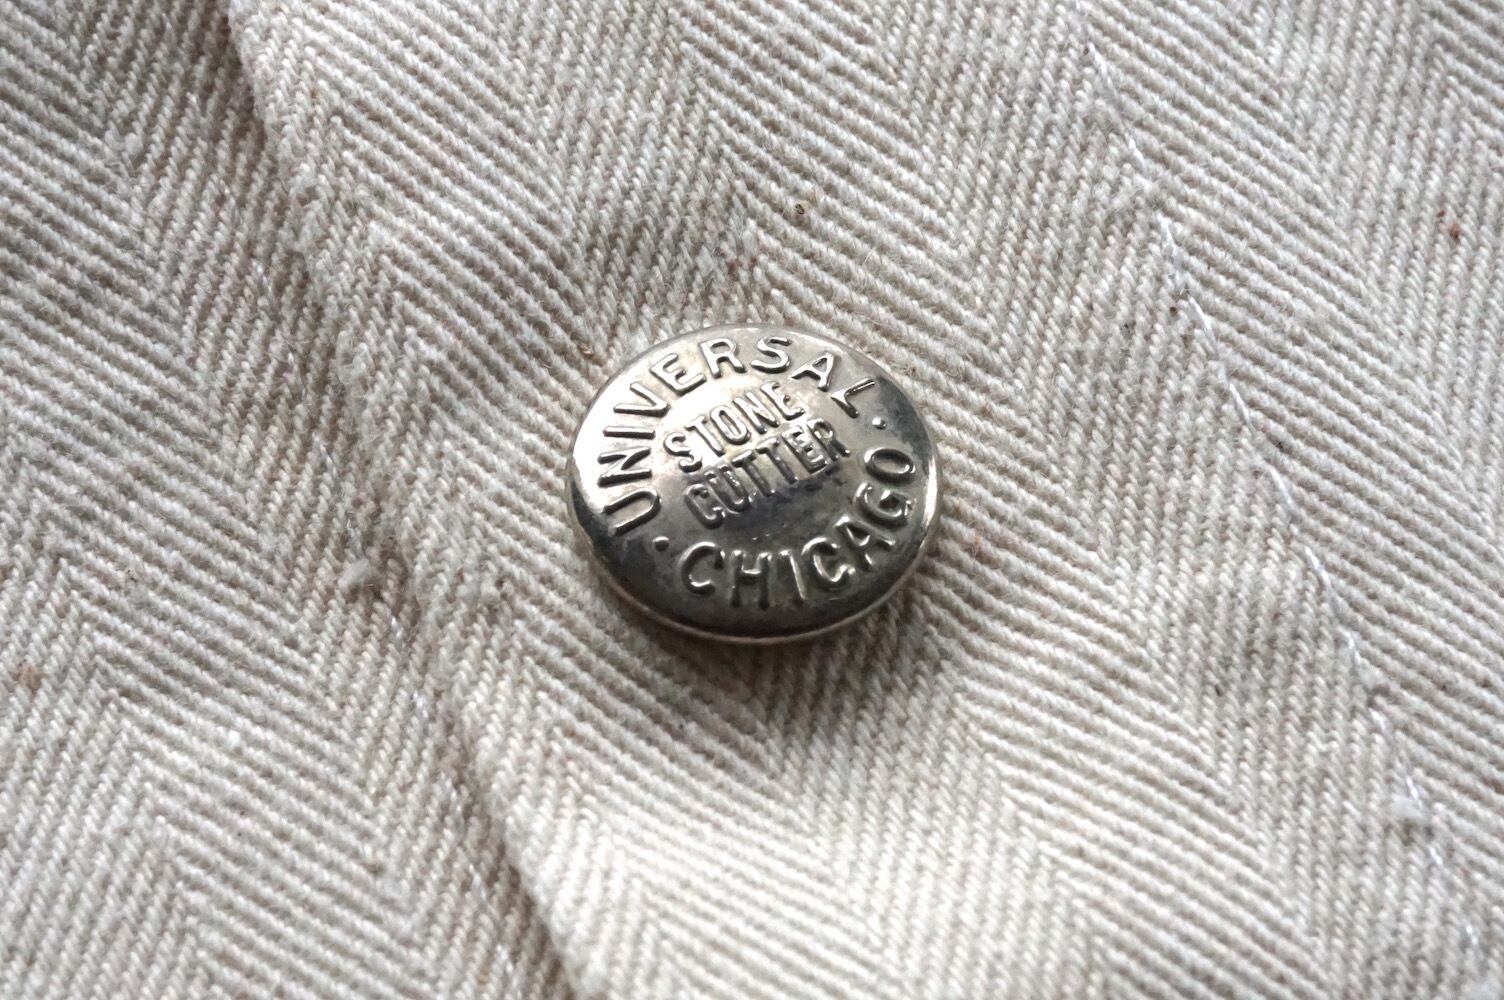 UNIVERSAL
STONE
CUTTER
· CHICAGO ·